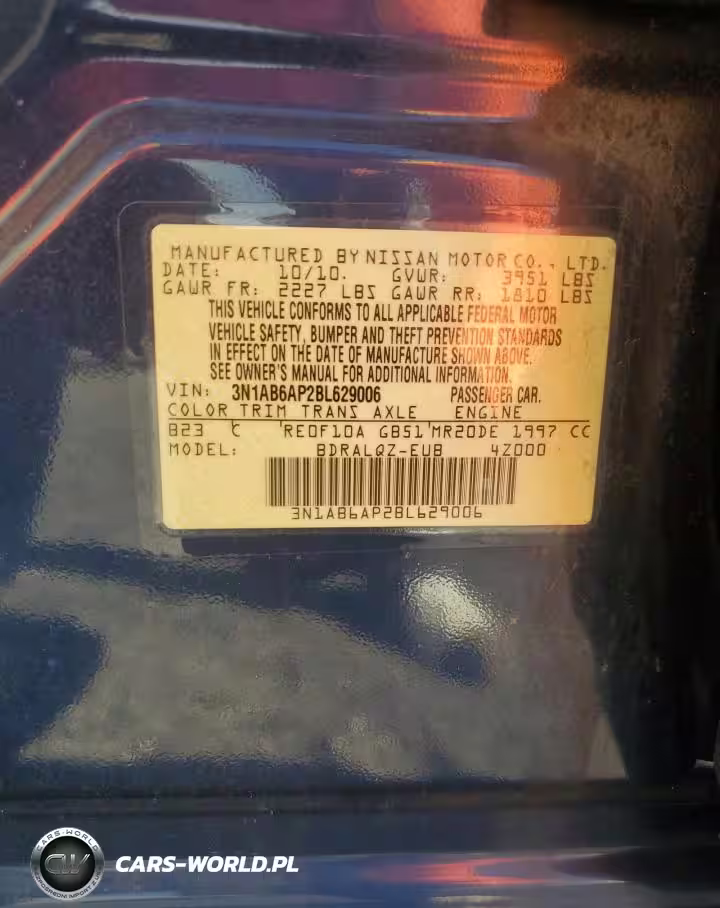 MANUFACTURED BY NISSAN MOTOR CO., LTD.
DATE: 10/10. GVWR: 3951 LBS
GAWR FR: 2227 LBS GAWR RR: 1810 LBS
THIS VEHICLE CONFORMS TO ALL APPLICABLE FEDERAL MOTOR
VEHICLE SAFETY, BUMPER AND THEFT PREVENTION STANDARDS
IN EFFECT ON THE DATE OF MANUFACTURE SHOWN ABOVE.
SEE OWNER'S MANUAL FOR ADDITIONAL INFORMATION.
VIN: 3N1AB6AP2BL629006 PASSENGER CAR.
COLOR TRIM TRANS AXLE ENGINE
B23 C RE0F10A GB51 MR20DE 1997 CC
MODEL: BDRALQZ-EUB 4Z000
3N1AB6AP2BL629006
CARS-WORLD
CARS-WORLD.PL